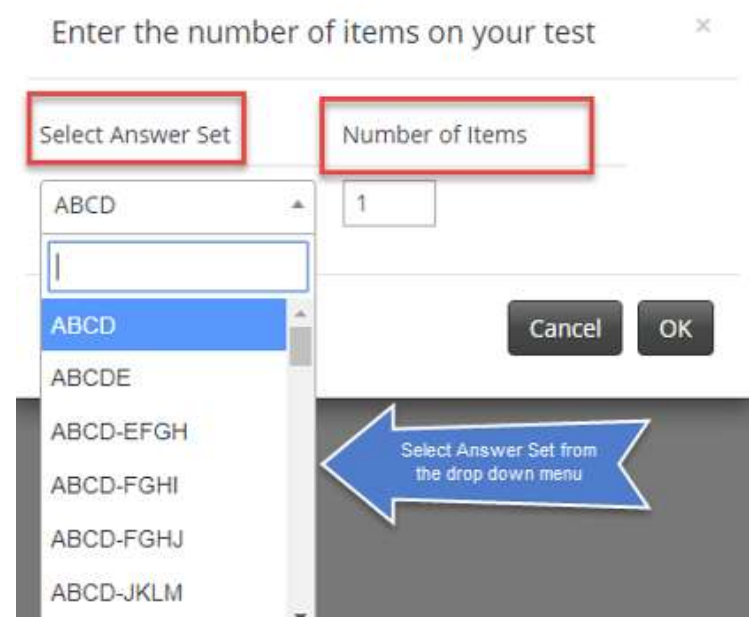 Enter the number of items on your test ×
Select Answer Set Number of Items
ABCD 1
ABCD
Cancel OK
ABCDE
ABCD-EFGH
Select Answer Set from
the drop down menu
ABCD-FGHI
ABCD-FGHJ
ABCD-JKLM